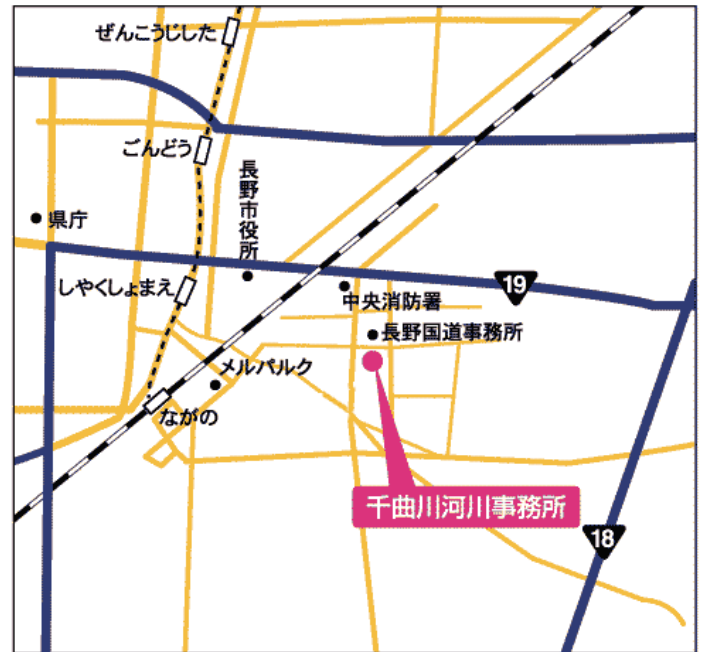 ぜんこうじした
ごんどう
長野市役所
県庁
しやくしょまえ
19
中央消防署
長野国道事務所
メルパルク
ながの
千曲川河川事務所
18